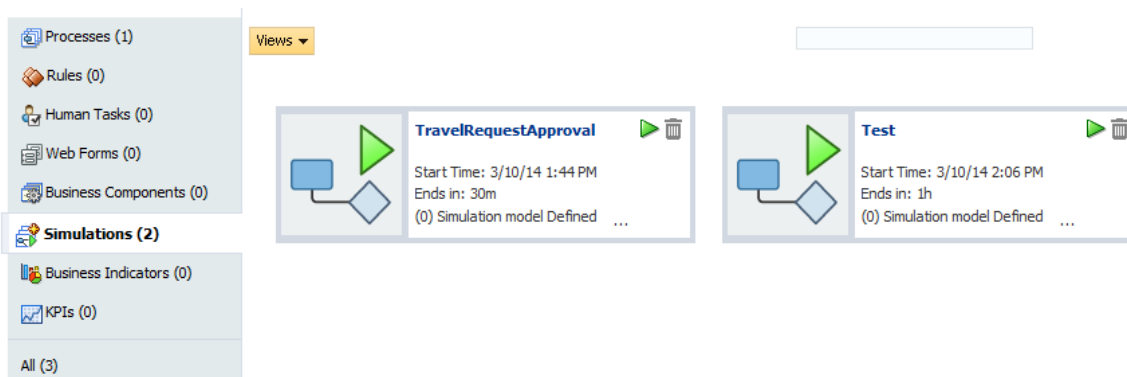 Processes (1)
Rules (0)
Human Tasks (0)
Web Forms (0)
Business Components (0)
Simulations (2)
Business Indicators (0)
KPIs (0)
All (3)
Views
TravelRequestApproval
Start Time: 3/10/14 1:44 PM
Ends in: 30m
(0) Simulation model Defined ...
Test
Start Time: 3/10/14 2:06 PM
Ends in: 1h
(0) Simulation model Defined ...